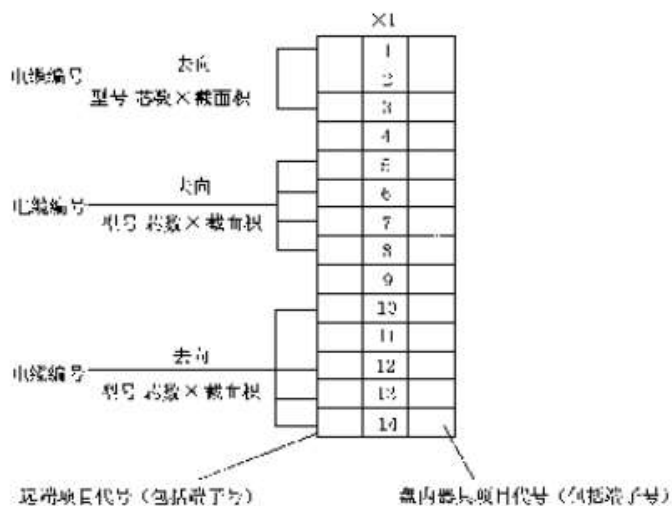 X1
去向
电缆编号
型号 芯数×截面积
去向
电缆编号
型号 芯数×截面积
去向
电缆编号
型号 芯数×截面积
1
2
3
4
5
6
7
8
9
10
11
12
13
14
远端项目代号(包括端子号)
盘内器具项目代号(包括端子号)